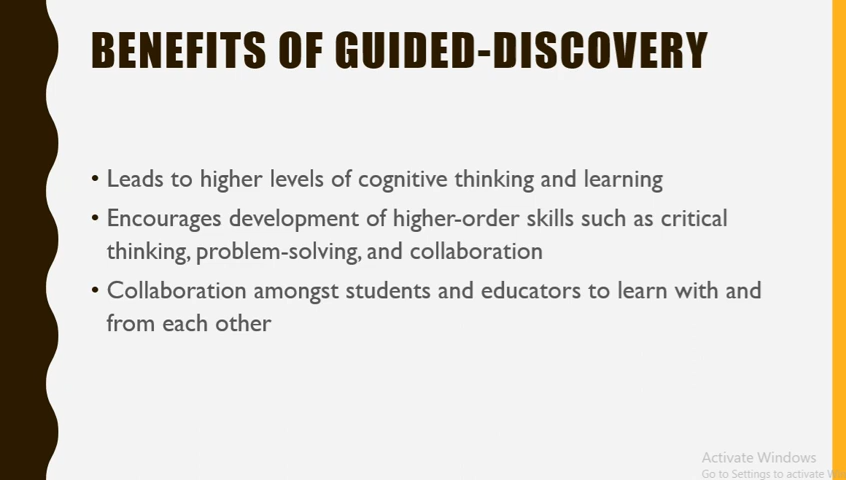 BENEFITS OF GUIDED-DISCOVERY
• Leads to higher levels of cognitive thinking and learning
• Encourages development of higher-order skills such as critical
thinking, problem-solving, and collaboration
• Collaboration amongst students and educators to learn with and
from each other
Activate Windows
Go to Settings to activate